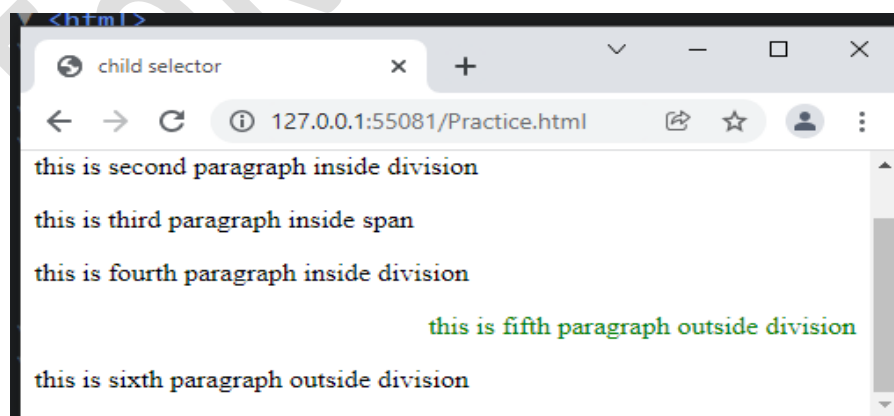 <html>
child selector
127.0.0.1:55081/Practice.html
this is second paragraph inside division
this is third paragraph inside span
this is fourth paragraph inside division
this is fifth paragraph outside division
this is sixth paragraph outside division